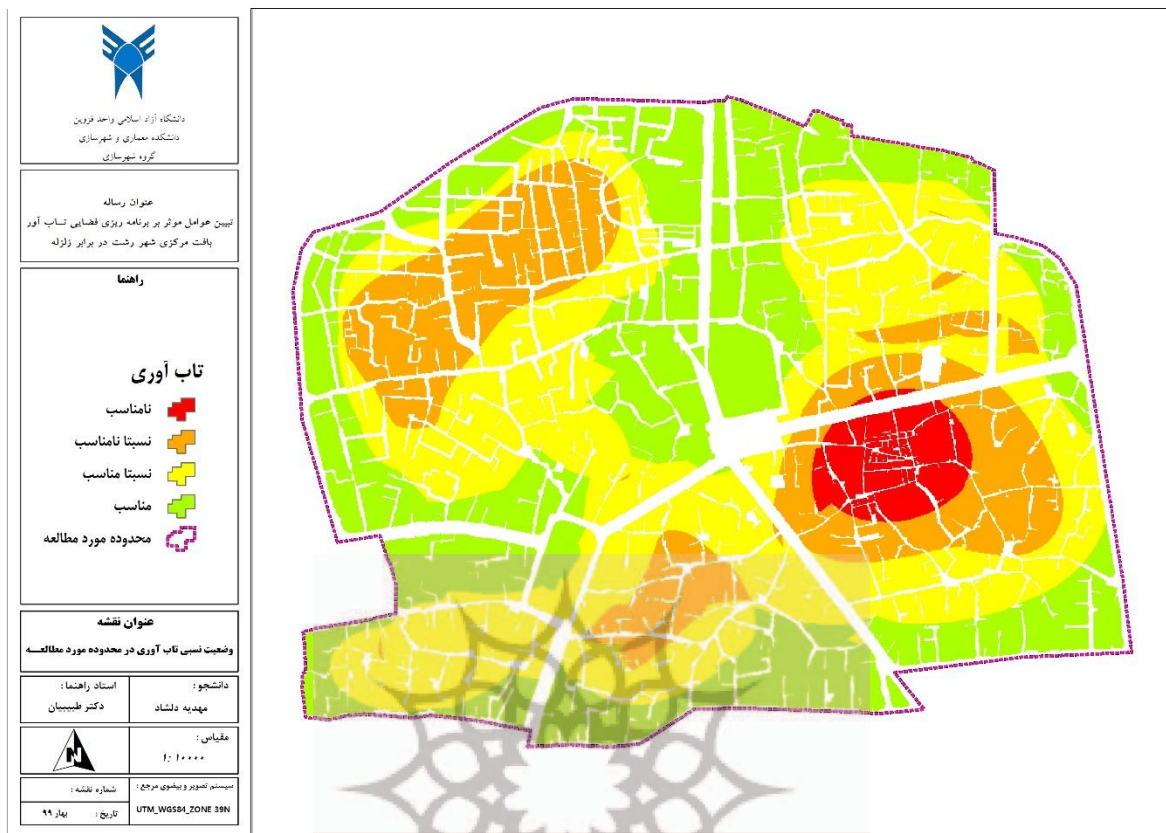 دانشگاه آزاد اسلامی واحد قزوین
دانشکده معماری و شهرسازی
گروه شهرسازی
عنوان رساله
تبیین عوامل موثر بر برنامه ریزی فضایی تاب آور
بافت مرکزی شهر رشت در برابر زلزله
راهنما
تاب آوری
نامناسب
نسبتا نامناسب
نسبتا مناسب
مناسب
محدوده مورد مطالعه
عنوان نقشه
وضعیت نسبی تاب آوری در محدوده مورد مطالعـــه
دانشجو :
مهدیه دلشاد
استاد راهنما :
دکتر طبیبیان
مقیاس :
۱: ۱۰۰۰۰
N
سیستم تصویر و بیضوی مرجع :
UTM_WGS84_ZONE 39N
شماره نقشه :
تاریخ : بهار ۹۹